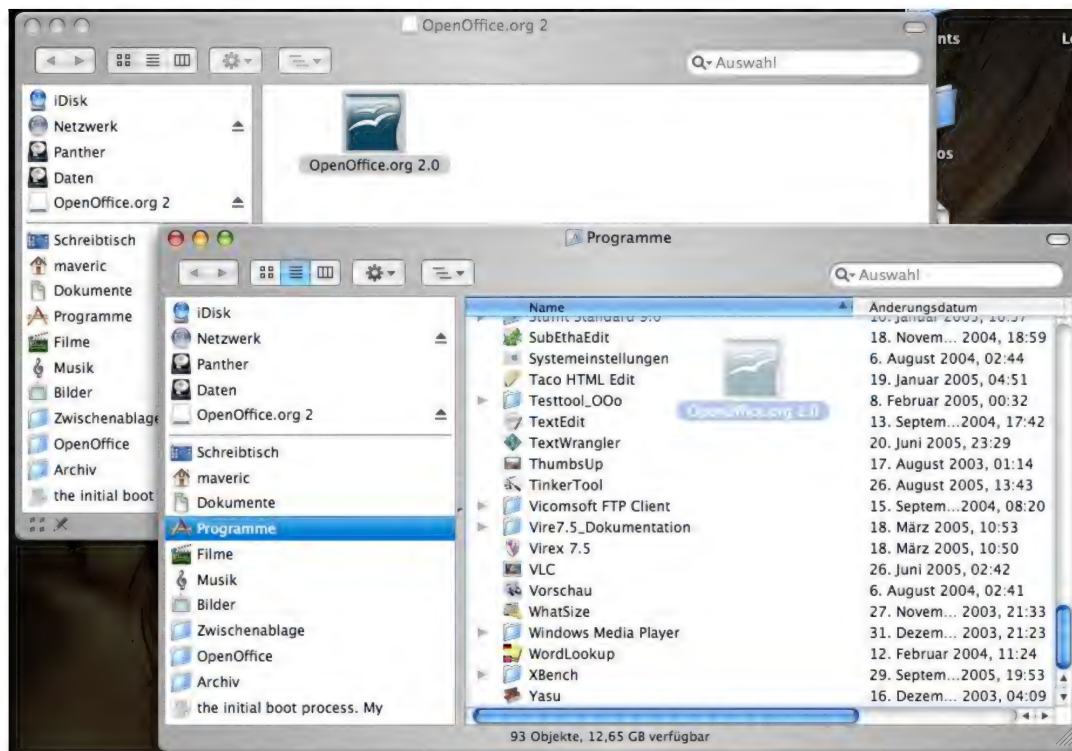 OpenOffice.org 2
nts
Auswahl
iDisk
Netzwerk
Panther
Daten
OpenOffice.org 2
Schreibtisch
maveric
Dokumente
Programme
Filme
Musik
Bilder
Zwischenablage
OpenOffice
Archiv
the initial boot
OpenOffice.org 2.0
os
Programme
Auswahl
iDisk
Netzwerk
Panther
Daten
OpenOffice.org 2
Schreibtisch
maveric
Dokumente
Programme
Filme
Musik
Bilder
Zwischenablage
OpenOffice
Archiv
the initial boot process. My
Name Änderungsdatum
SubEthaEdit 18. Novem... 2004, 18:59
Systemeinstellungen 6. August 2004, 02:44
Taco HTML Edit 19. Januar 2005, 04:51
Testtool_OOo 8. Februar 2005, 00:32
TextEdit 13. Septem...2004, 17:42
TextWrangler 20. Juni 2005, 23:29
ThumbsUp 17. August 2003, 01:14
TinkerTool 26. August 2005, 13:43
Vicomsoft FTP Client 15. Septem...2004, 08:20
Vire7.5_Dokumentation 18. März 2005, 10:53
Virex 7.5 18. März 2005, 10:50
VLC 26. Juni 2005, 02:42
Vorschau 6. August 2004, 02:41
WhatSize 27. Novem... 2003, 21:33
Windows Media Player 31. Dezem... 2003, 21:23
WordLookup 12. Februar 2004, 11:24
XBench 29. Septem...2005, 19:53
Yasu 16. Dezem... 2003, 04:09
OpenOffice.org 2.0
93 Objekte, 12,65 GB verfügbar